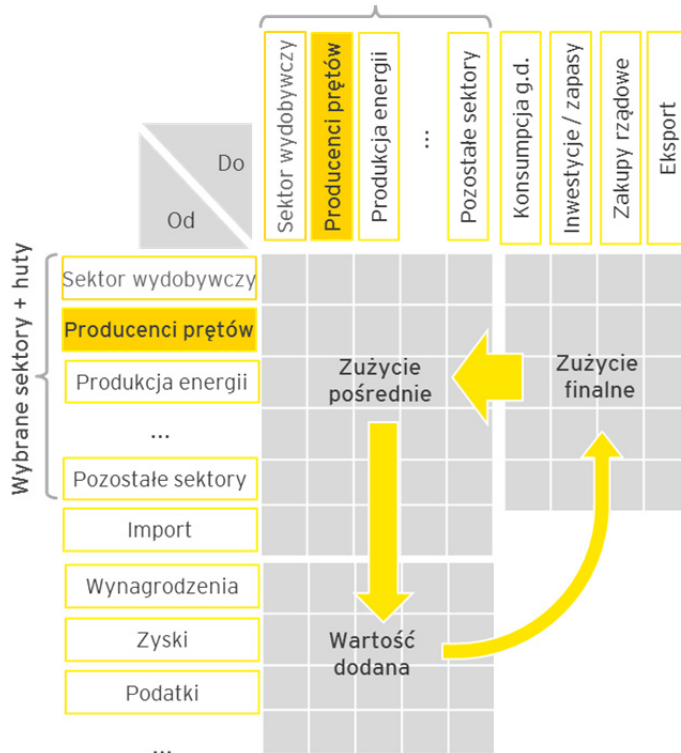 Sektor wydobywczy
Producenci prętów
Produkcja energii
...
Pozostałe sektory
Konsumpcja g.d.
Inwestycje / zapasy
Zakupy rządowe
Eksport
Do
Od
Wybrane sektory + huty
Sektor wydobywczy
Producenci prętów
Produkcja energii
...
Pozostałe sektory
Import
Wynagrodzenia
Zyski
Podatki
...
Zużycie
pośrednie
Zużycie
finalne
Wartość
dodana